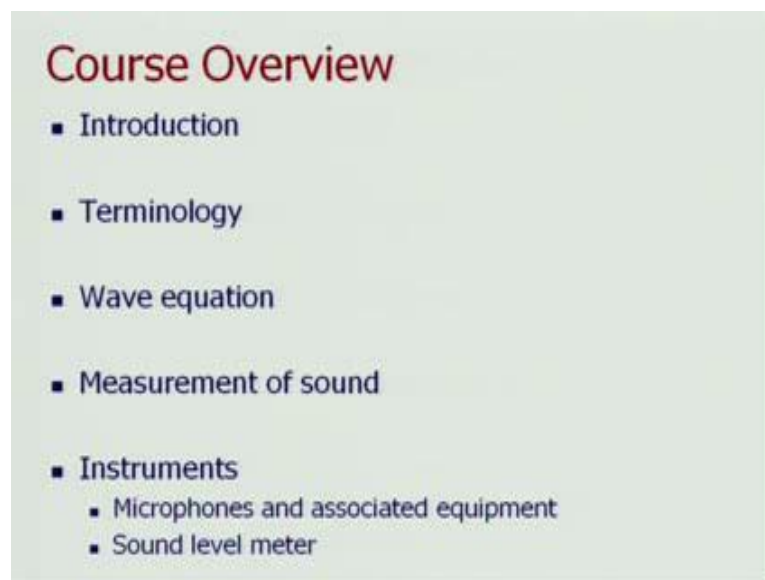 Course Overview
▪ Introduction
▪ Terminology
▪ Wave equation
▪ Measurement of sound
▪ Instruments
▪ Microphones and associated equipment
▪ Sound level meter